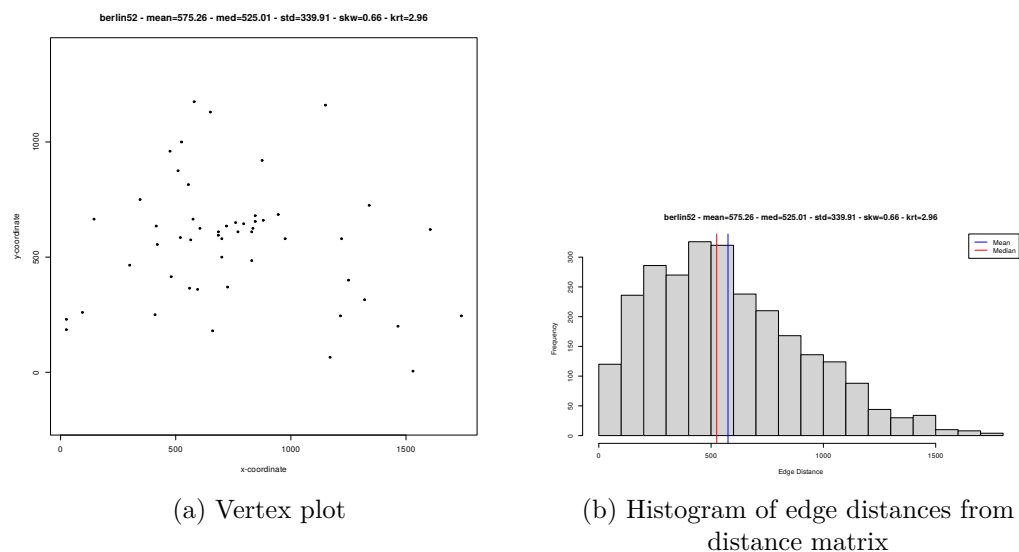 berlin52 - mean=575.26 - med=525.01 - std=339.91 - skw=0.66 - krt=2.96
1000
500
0
y-coordinate
0 500 1000 1500
x-coordinate
(a) Vertex plot
berlin52 - mean=575.26 - med=525.01 - std=339.91 - skw=0.66 - krt=2.96
Mean
Median
300
250
200
150
100
50
0
Frequency
0 500 1000 1500
Edge Distance
(b) Histogram of edge distances from
distance matrix